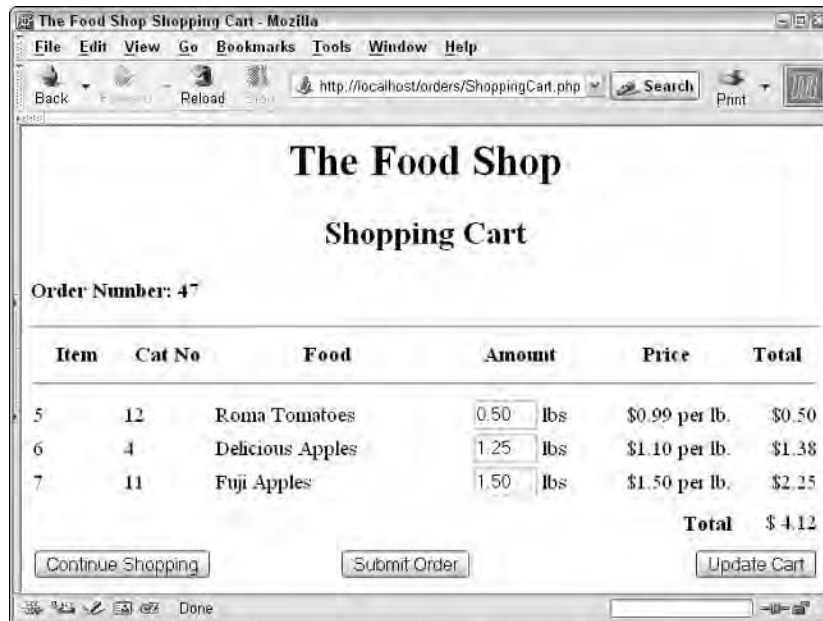 The Food Shop Shopping Cart - Mozilla
File Edit View Go Bookmarks Tools Window Help
Back Reload http://localhost/orders/ShoppingCart.php Search Print
The Food Shop
Shopping Cart
Order Number: 47
Item Cat No Food Amount Price Total
5 12 Roma Tomatoes 0.50 lbs $0.99 per lb. $0.50
6 4 Delicious Apples 1.25 lbs $1.10 per lb. $1.38
7 11 Fuji Apples 1.50 lbs $1.50 per lb. $2.25
Total $ 4.12
Continue Shopping Submit Order Update Cart
Done